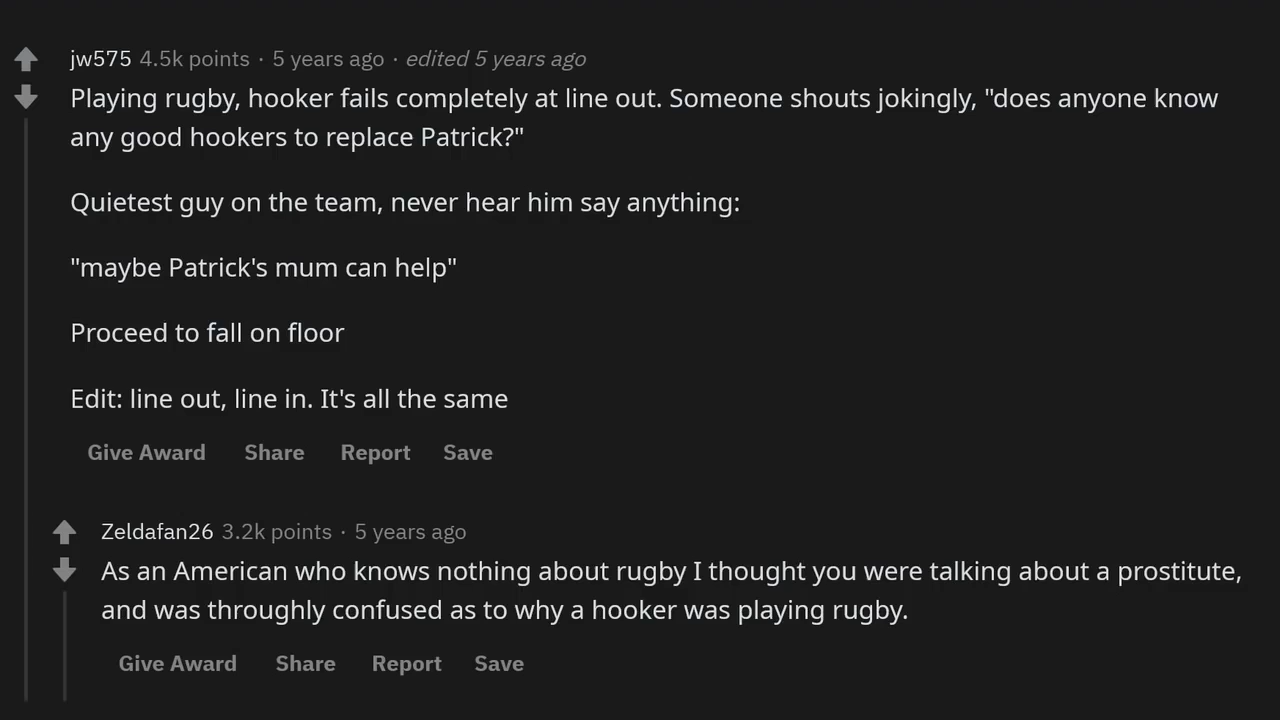 jw575 4.5k points · 5 years ago · edited 5 years ago
Playing rugby, hooker fails completely at line out. Someone shouts jokingly, "does anyone know
any good hookers to replace Patrick?"
Quietest guy on the team, never hear him say anything:
"maybe Patrick's mum can help"
Proceed to fall on floor
Edit: line out, line in. It's all the same
Give Award Share Report Save
Zeldafan26 3.2k points · 5 years ago
As an American who knows nothing about rugby I thought you were talking about a prostitute,
and was throughly confused as to why a hooker was playing rugby.
Give Award Share Report Save